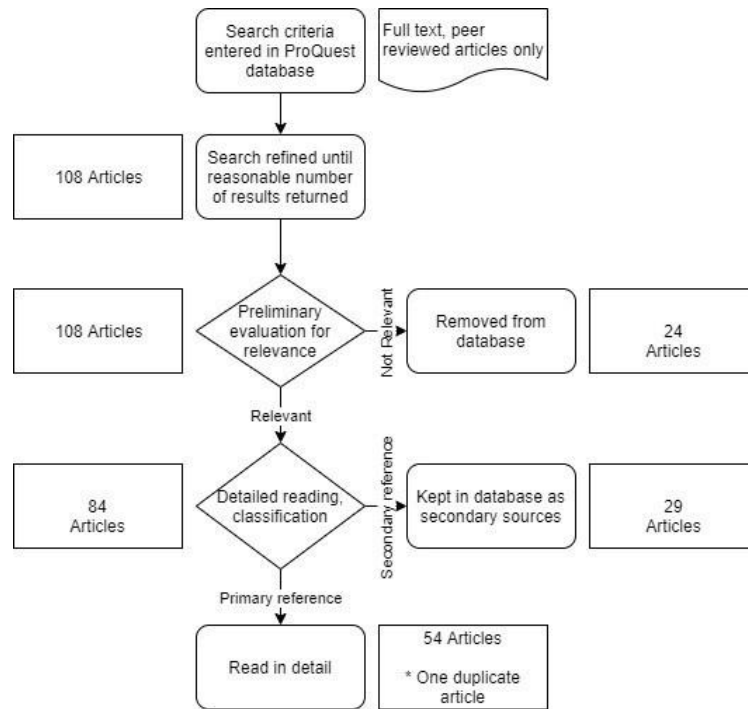 Search criteria
entered in ProQuest
database
Full text, peer
reviewed articles only
108 Articles
Search refined until
reasonable number
of results returned
108 Articles
Preliminary
evaluation for
relevance
Not Relevant
Removed from
database
24
Articles
Relevant
84
Articles
Detailed reading,
classification
Secondary reference
Kept in database as
secondary sources
29
Articles
Primary reference
Read in detail
54 Articles
* One duplicate
article